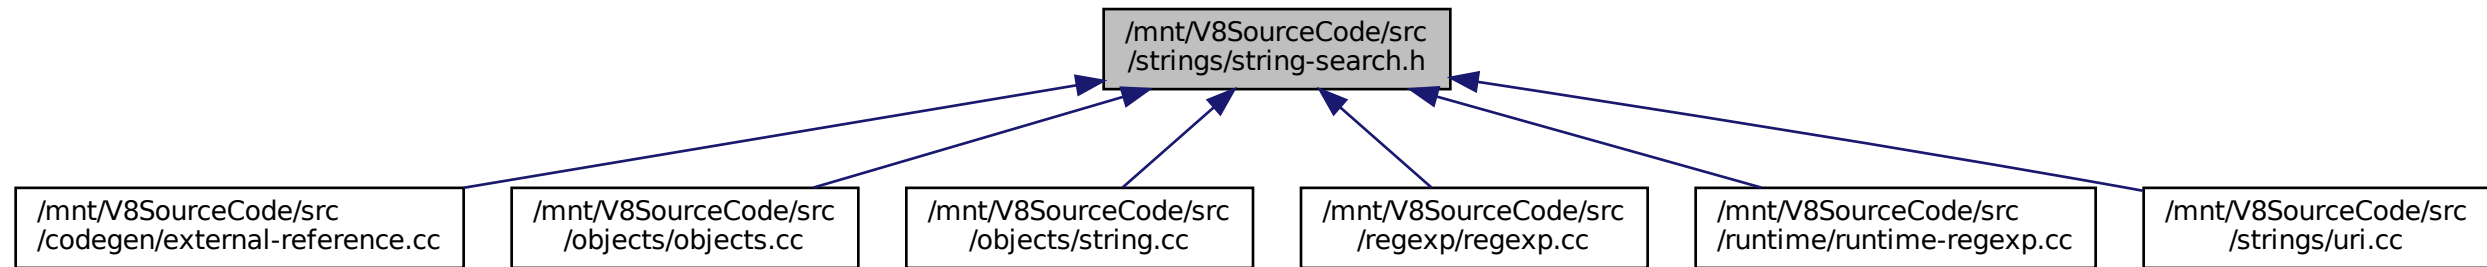 /mnt/V8SourceCode/src
/strings/string-search.h
/mnt/V8SourceCode/src
/codegen/external-reference.cc
/mnt/V8SourceCode/src
/objects/objects.cc
/mnt/V8SourceCode/src
/objects/string.cc
/mnt/V8SourceCode/src
/regexp/regexp.cc
/mnt/V8SourceCode/src
/runtime/runtime-regexp.cc
/mnt/V8SourceCode/src
/strings/uri.cc